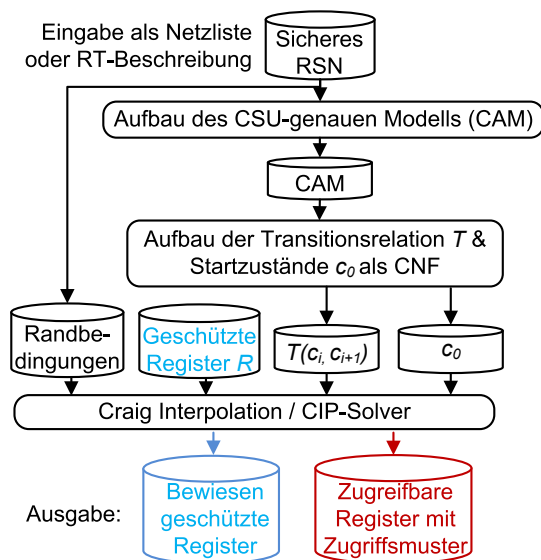 Eingabe als Netzliste
oder RT-Beschreibung
Sicheres
RSN
Aufbau des CSU-genauen Modells (CAM)
CAM
Aufbau der Transitionsrelation T &
Startzustände c0 als CNF
Randbe-
dingungen
Geschützte
Register R
T(ci, ci+1)
c0
Craig Interpolation / CIP-Solver
Ausgabe:
Bewiesen
geschützte
Register
Zugreifbare
Register mit
Zugriffsmuster